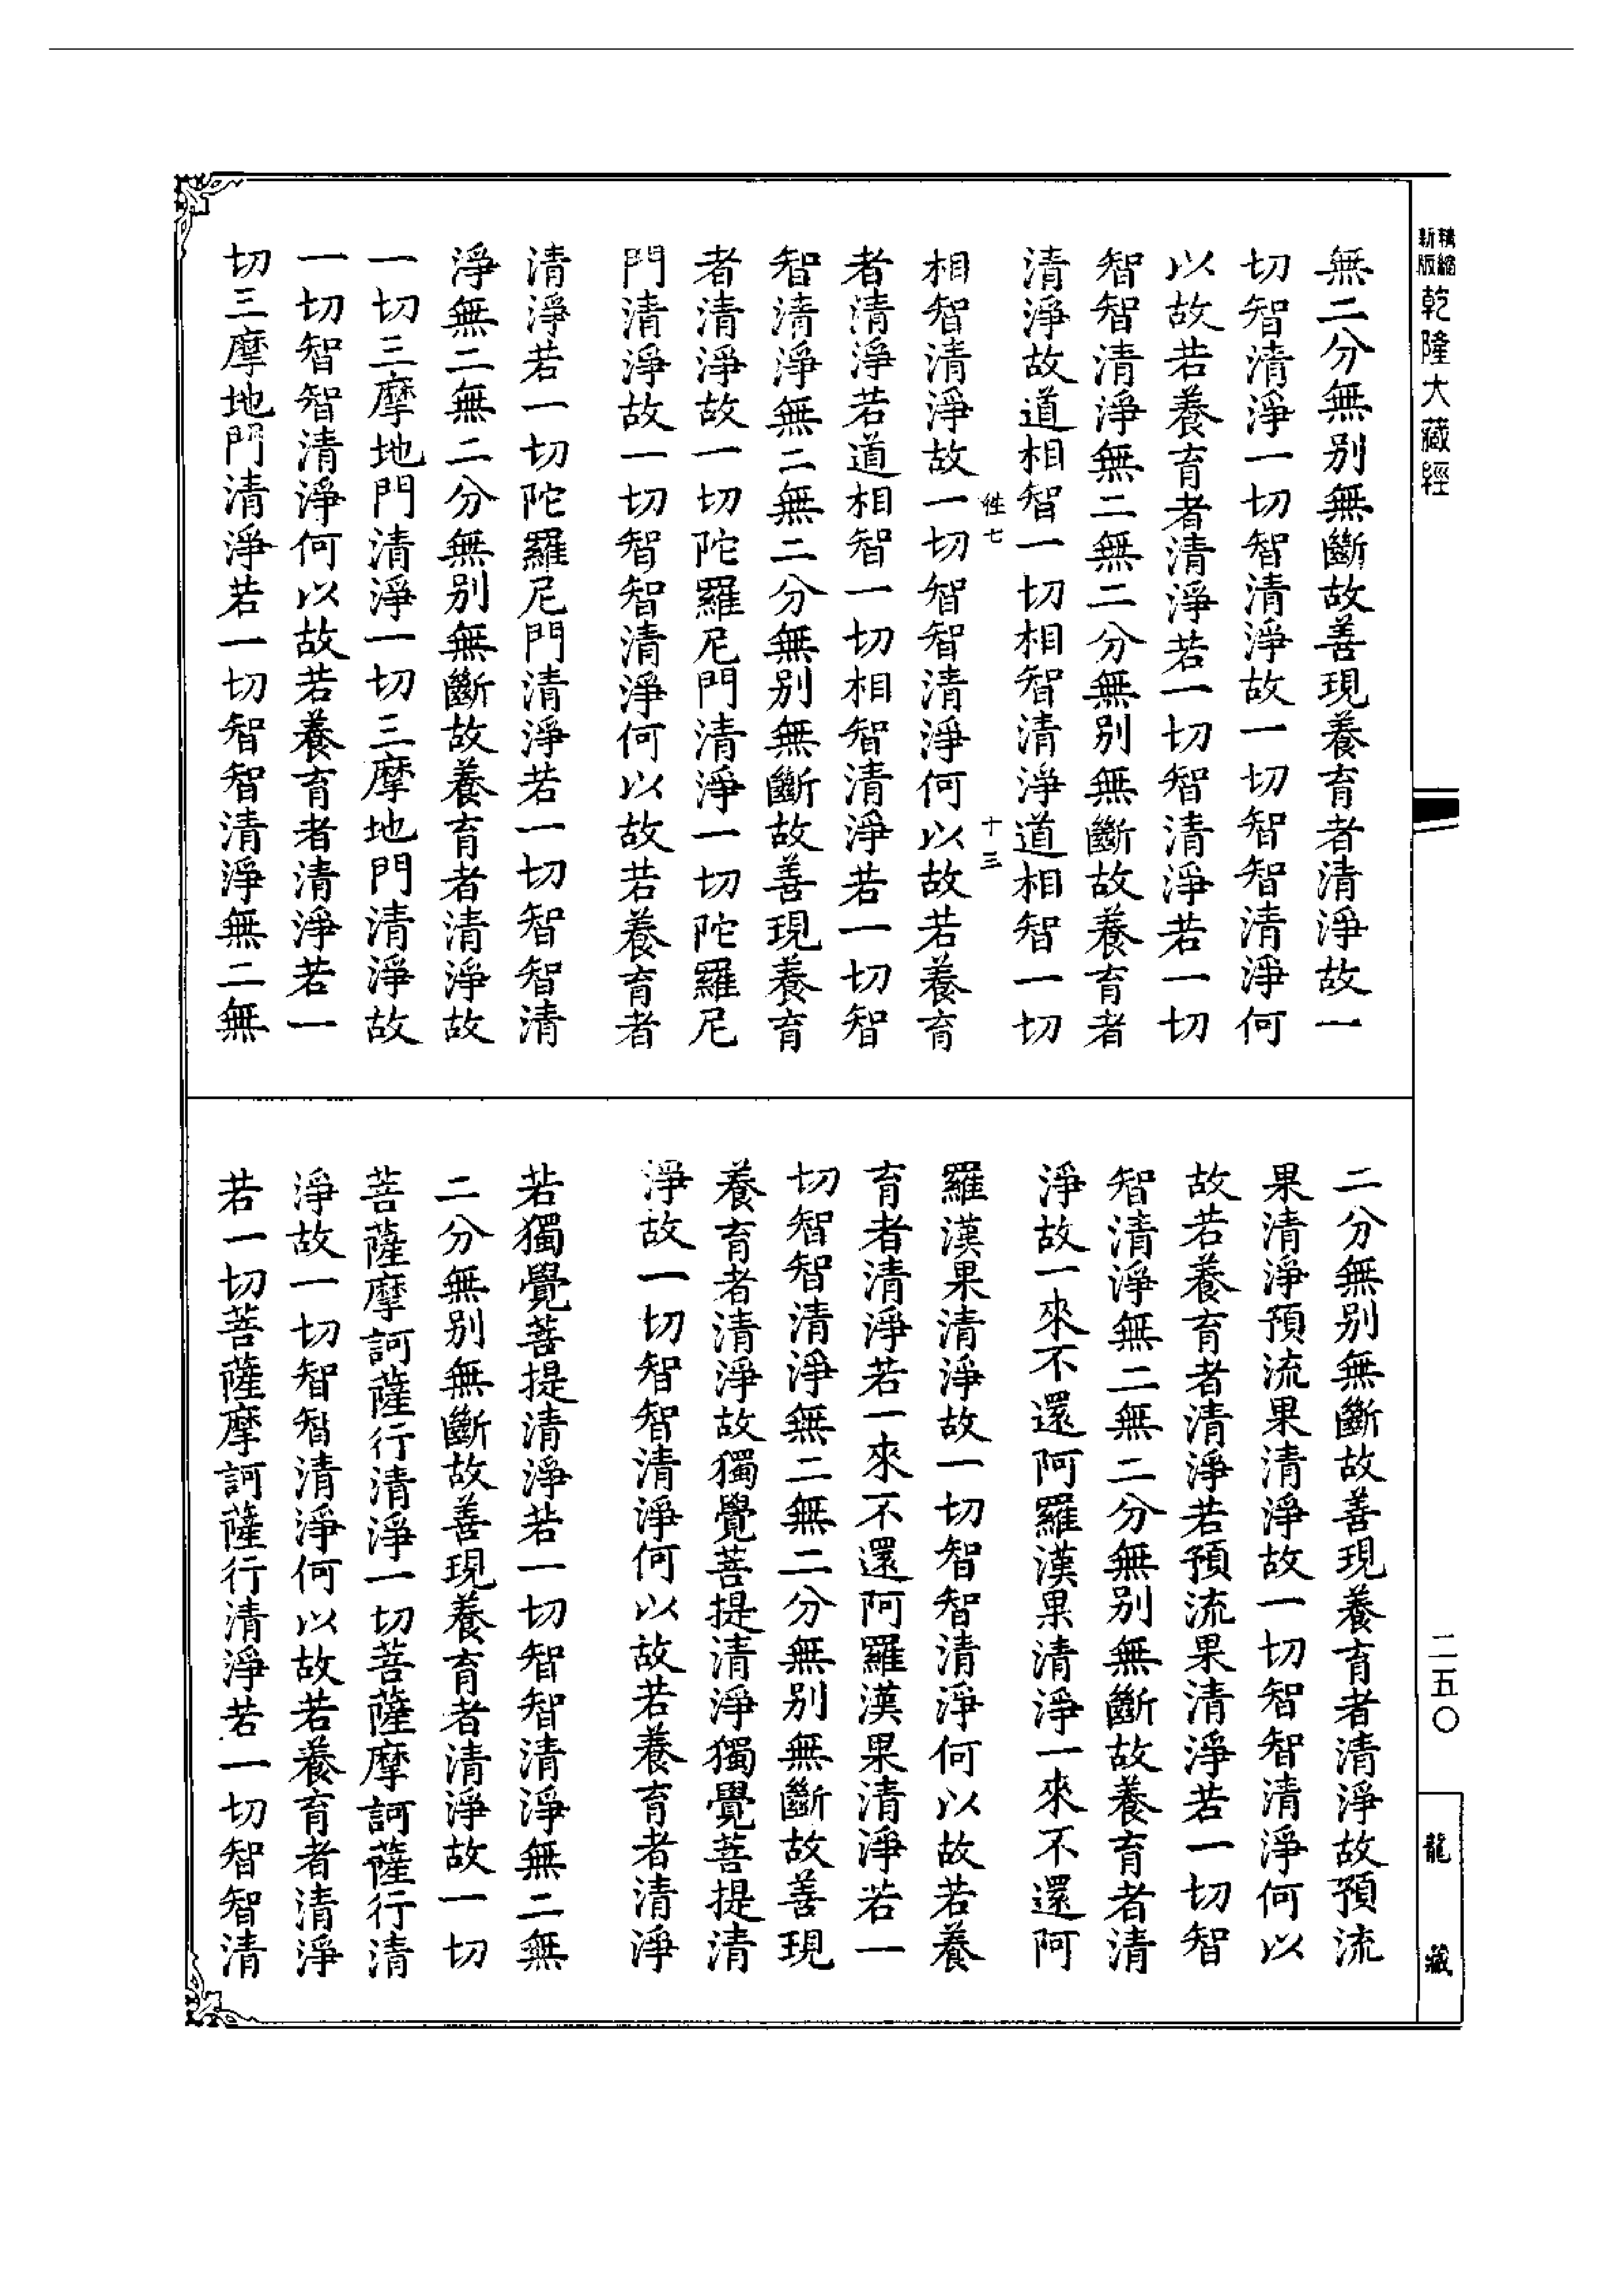 精縮新版乾隆大藏經
無二分無别無斷故善現養育者清淨故一
切智清淨一切智清淨故一切智智清淨何
以故若養育者清淨若一切智清淨若一切
智智清淨無二無二分無别無斷故養育者
清淨故道相智一切相智清淨道相智一切
牲七 十三
相智清淨故一切智智清淨何以故若養育
者清淨若道相智一切相智清淨若一切智
智清淨無二無二分無别無斷故善現養育
者清淨故一切陀羅尼門清淨一切陀羅尼
門清淨故一切智智清淨何以故若養育者
清淨若一切陀羅尼門清淨若一切智智清
淨無二無二分無别無斷故養育者清淨故
一切三摩地門清淨一切三摩地門清淨故
一切智智清淨何以故若養育者清淨若一
切三摩地門清淨若一切智智清淨無二無
二分無别無斷故善現養育者清淨故預流
果清淨預流果清淨故一切智智清淨何以
故若養育者清淨若預流果清淨若一切智
智清淨無二無二分無别無斷故養育者清
淨故一來不還阿羅漢果清淨一來不還阿
羅漢果清淨故一切智智清淨何以故若養
育者清淨若一來不還阿羅漢果清淨若一
切智智清淨無二無二分無别無斷故善現
養育者清淨故獨覺菩提清淨獨覺菩提清
淨故一切智智清淨何以故若養育者清淨
若獨覺菩提清淨若一切智智清淨無二無
二分無别無斷故善現養育者清淨故一切
菩薩摩訶薩行清淨一切菩薩摩訶薩行清
淨故一切智智清淨何以故若養育者清淨
若一切菩薩摩訶薩行清淨若一切智智清
二五〇
龍藏